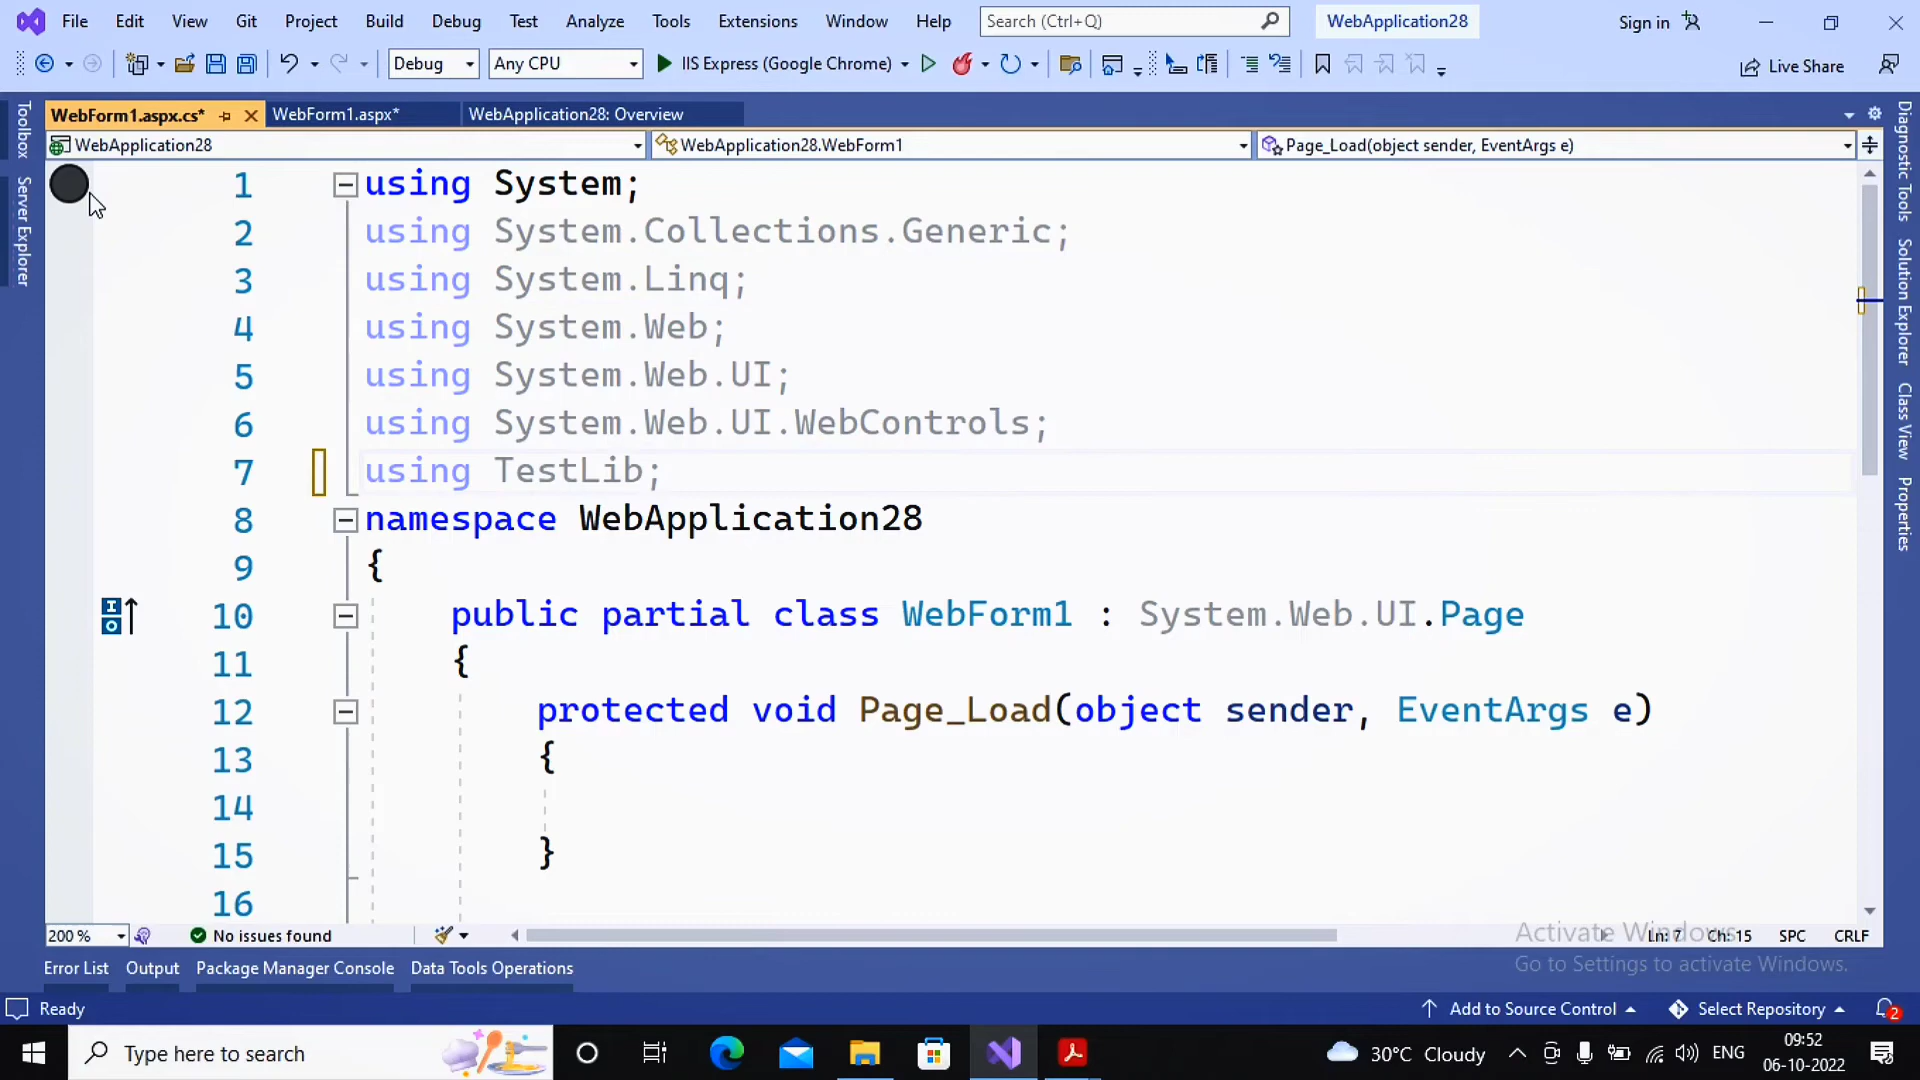 File Edit View Git Project Build Debug Test Analyze Tools Extensions Window Help Search (Ctrl+Q) WebApplication28 Sign in
Debug Any CPU IIS Express (Google Chrome) Live Share
WebForm1.aspx.cs* WebForm1.aspx* WebApplication28: Overview
WebApplication28 WebApplication28.WebForm1 Page_Load(object sender, EventArgs e)
Toolbox
Server Explorer
Diagnostic Tools
Solution Explorer
Class View
Properties
1 using System;
2 using System.Collections.Generic;
3 using System.Linq;
4 using System.Web;
5 using System.Web.UI;
6 using System.Web.UI.WebControls;
7 using TestLib;
8 namespace WebApplication28
9 {
10 public partial class WebForm1 : System.Web.UI.Page
11 {
12 protected void Page_Load(object sender, EventArgs e)
13 {
14
15 }
16
200 % No issues found Ln: 7 Ch: 15 SPC CRLF
Activate Windows
Go to Settings to activate Windows.
Error List Output Package Manager Console Data Tools Operations
Ready Add to Source Control Select Repository 2
Type here to search 30°C Cloudy ENG 09:52
06-10-2022